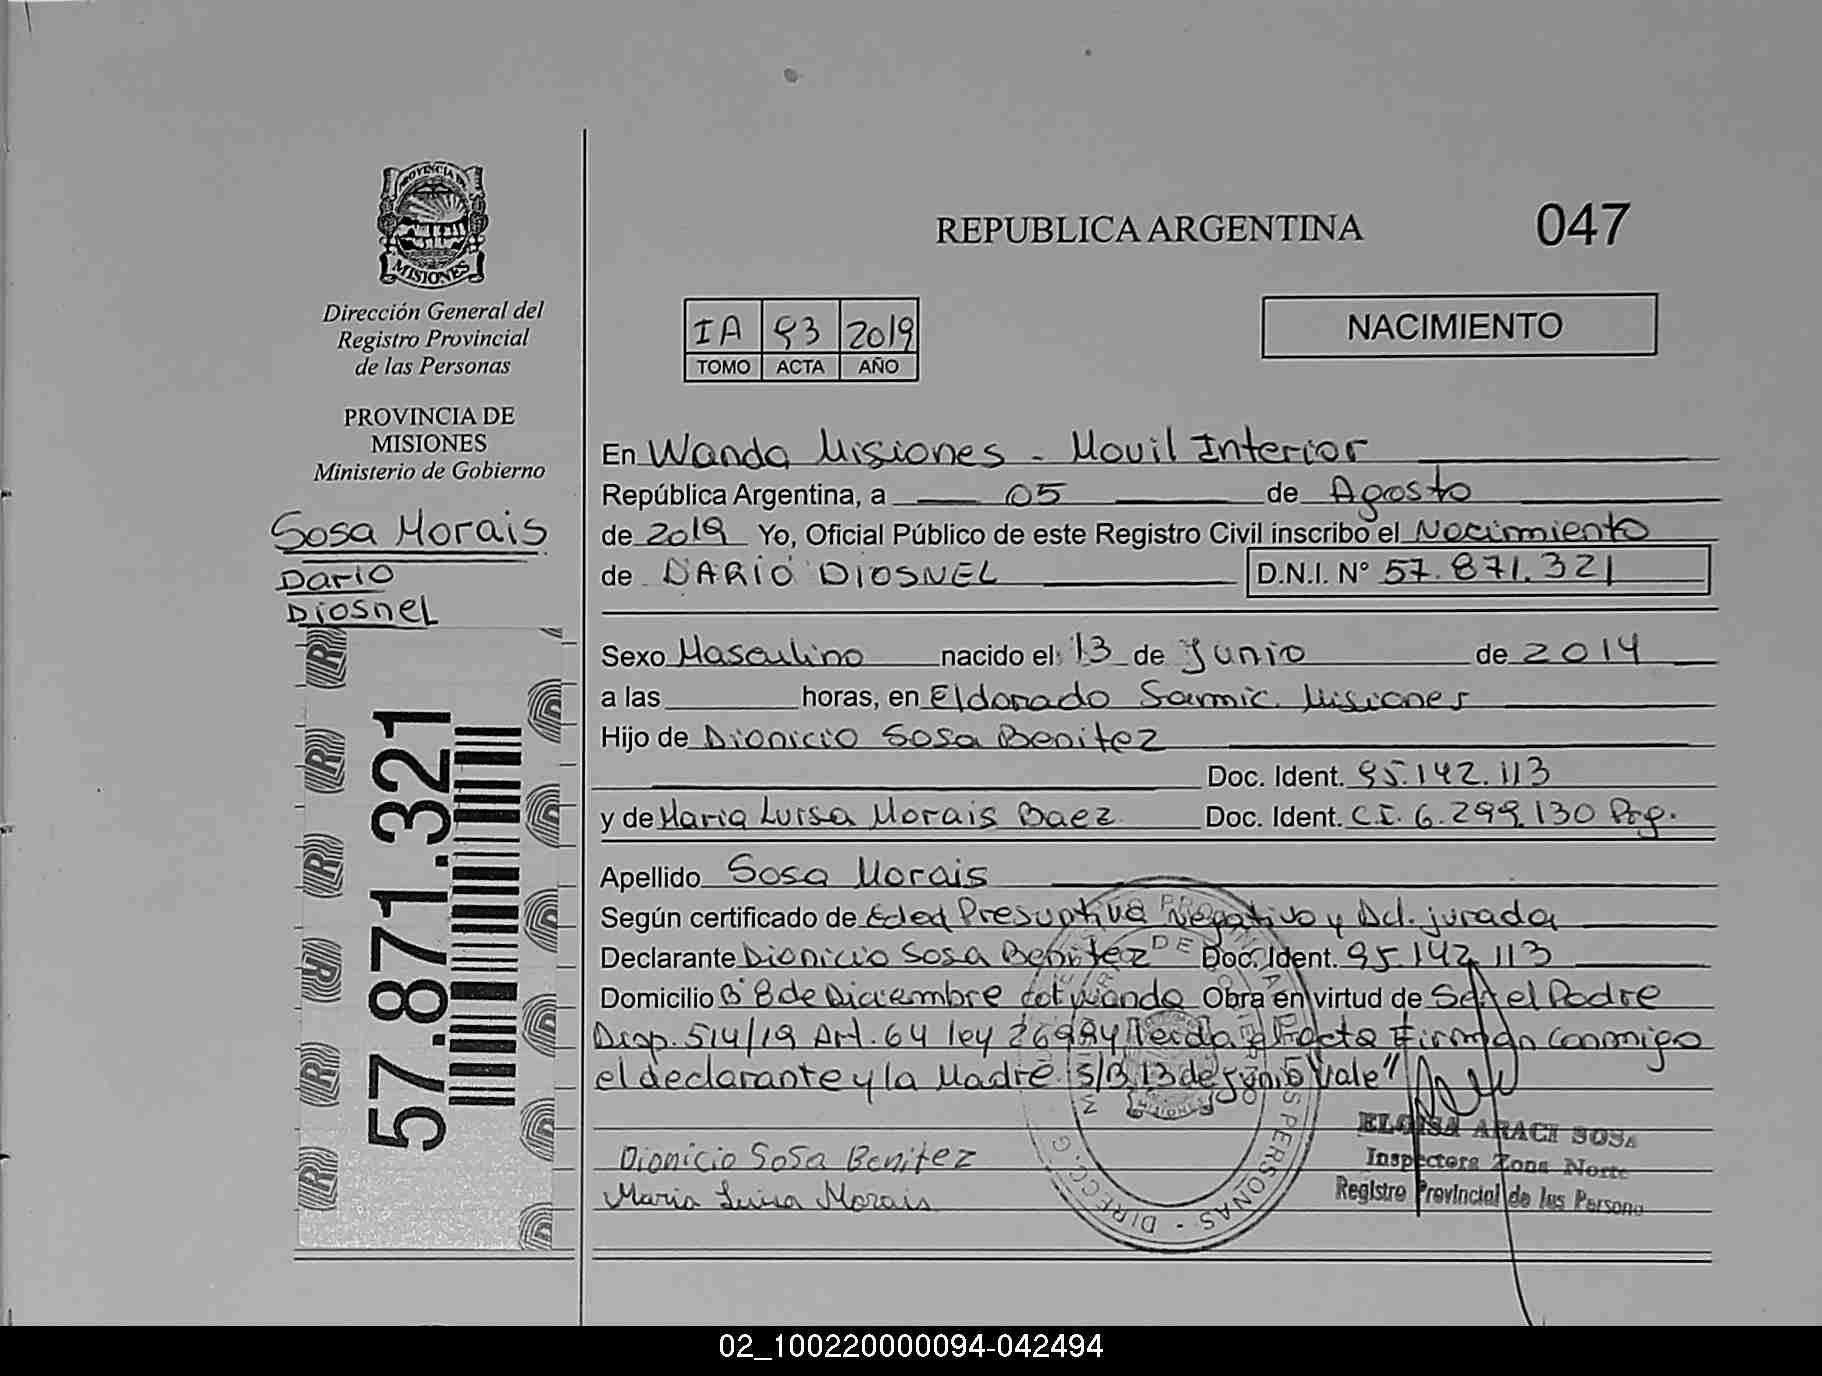 PROVINCIA DE
MISIONES
Dirección General del
Registro Provincial
de las Personas
PROVINCIA DE
MISIONES
Ministerio de Gobierno
Sosa Morais
Dario
Diosnel
57.871.321
REPUBLICA ARGENTINA
047
IA 93 2019
TOMO ACTA AÑO
NACIMIENTO
En Wanda Misiones - Movil Interior
República Argentina, a 05 de Agosto
de 2019 Yo, Oficial Público de este Registro Civil inscribo el Nacimiento
de DARIO DIOSNEL D.N.I. N° 57.871.321
Sexo Masculino nacido el: 13 de Junio de 2014
a las horas, en Eldorado Samic. Misiones
Hijo de Dionicio Sosa Benitez
Doc. Ident. 95.142.113
y de Maria Luisa Morais Baez Doc. Ident. C.I. 6.299.130 Prg.
Apellido Sosa Morais
Según certificado de Edad Presuntiva Negativo y Dcl. jurada
Declarante Dionicio Sosa Benitez Doc. Ident. 95.142.113
Domicilio B° 8 de Diciembre Wanda Obra en virtud de Ser el Padre
Disp. 514/19 Art. 64 ley 26994 Leida el Acta Firman conmigo
el declarante y la Madre. S/B 13 de junio Vale"
Dionicio Sosa Benitez
Maria Luisa Morais
ELOISA ARACI SOSA
Inspectora Zona Norte
Registro Provincial de las Persona
02_100220000094-042494